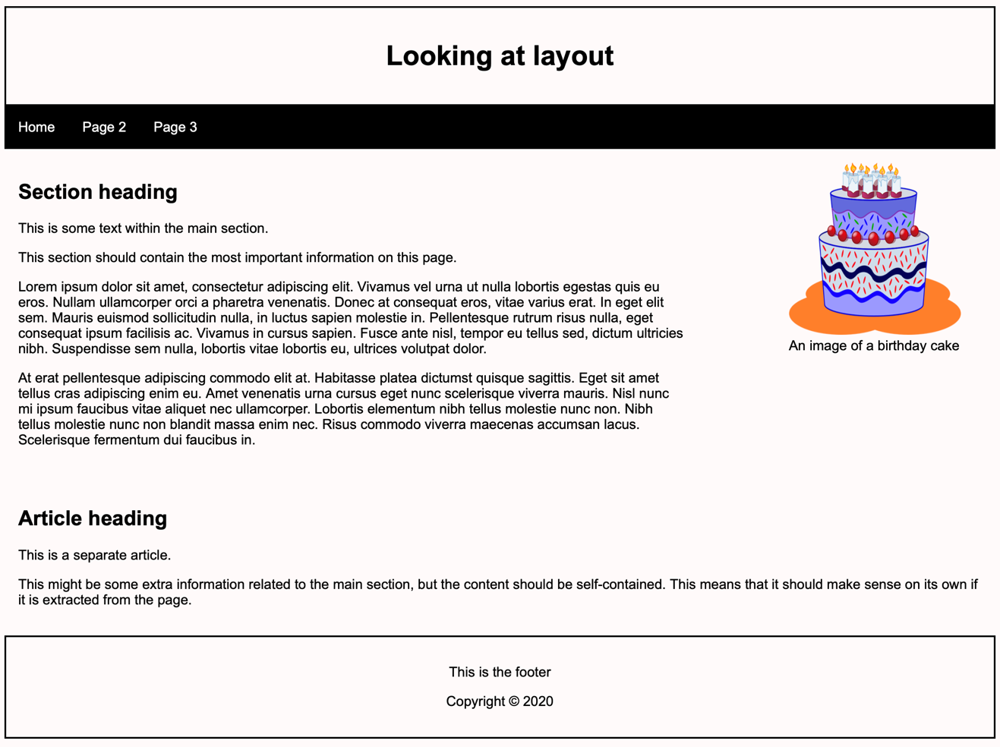 Looking at layout
Home Page 2 Page 3
Section heading
This is some text within the main section.
This section should contain the most important information on this page.
Lorem ipsum dolor sit amet, consectetur adipiscing elit. Vivamus vel urna ut nulla lobortis egestas quis eu
eros. Nullam ullamcorper orci a pharetra venenatis. Donec at consequat eros, vitae varius erat. In eget elit
sem. Mauris euismod sollicitudin nulla, in luctus sapien molestie in. Pellentesque rutrum risus nulla, eget
consequat ipsum facilisis ac. Vivamus in cursus sapien. Fusce ante nisl, tempor eu tellus sed, dictum ultricies
nibh. Suspendisse sem nulla, lobortis vitae lobortis eu, ultrices volutpat dolor.
At erat pellentesque adipiscing commodo elit at. Habitasse platea dictumst quisque sagittis. Eget sit amet
tellus cras adipiscing enim eu. Amet venenatis urna cursus eget nunc scelerisque viverra mauris. Nisl nunc
mi ipsum faucibus vitae aliquet nec ullamcorper. Lobortis elementum nibh tellus molestie nunc non. Nibh
tellus molestie nunc non blandit massa enim nec. Risus commodo viverra maecenas accumsan lacus.
Scelerisque fermentum dui faucibus in.
An image of a birthday cake
Article heading
This is a separate article.
This might be some extra information related to the main section, but the content should be self-contained. This means that it should make sense on its own if
it is extracted from the page.
This is the footer
Copyright © 2020